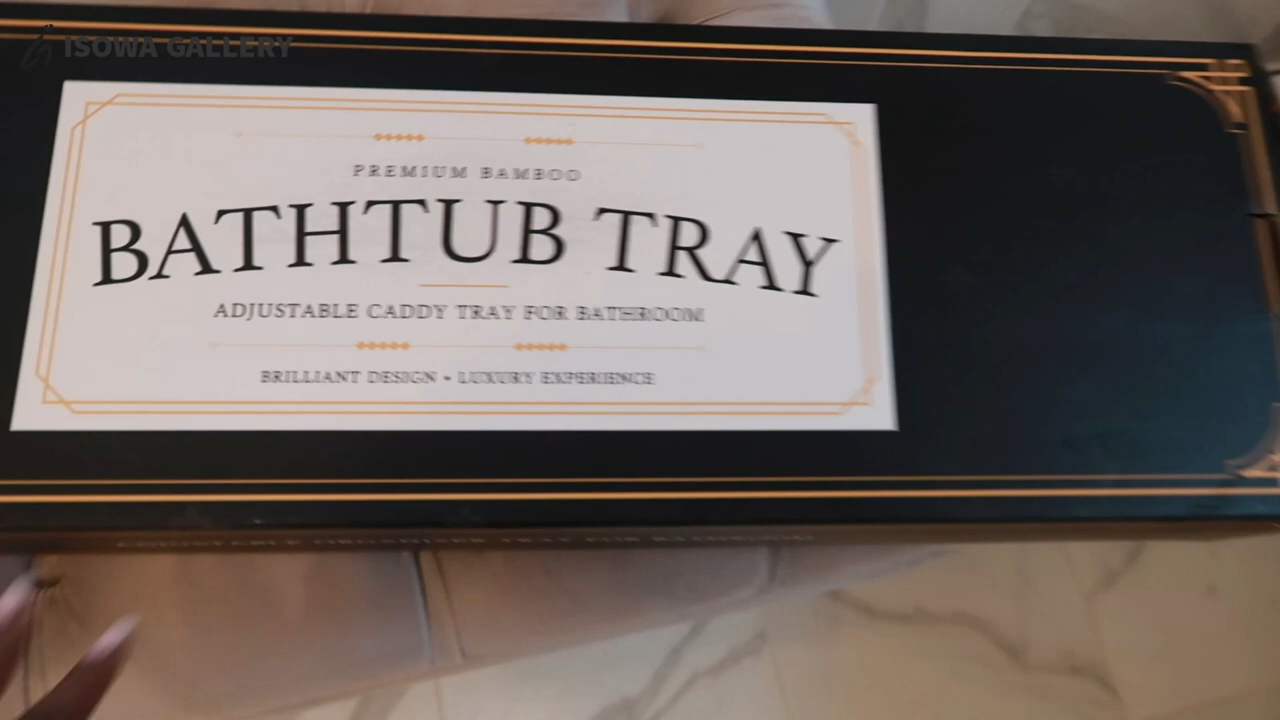 ISOWA GALLERY
PREMIUM BAMBOO
BATHTUB TRAY
ADJUSTABLE CADDY TRAY FOR BATHROOM
BRILLIANT DESIGN - LUXURY EXPERIENCE